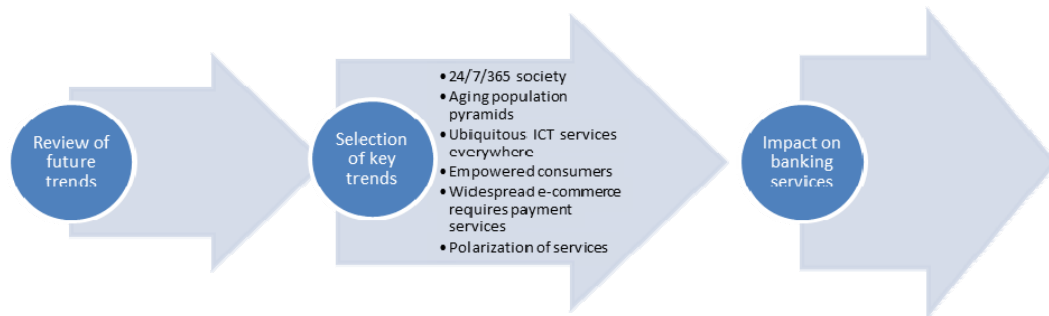 Review of
future
trends
Selection
of key
trends
• 24/7/365 society
• Aging population
pyramids
• Ubiquitous ICT services
everywhere
• Empowered consumers
• Widespread e-commerce
requires payment
services
• Polarization of services
Impact on
banking
services